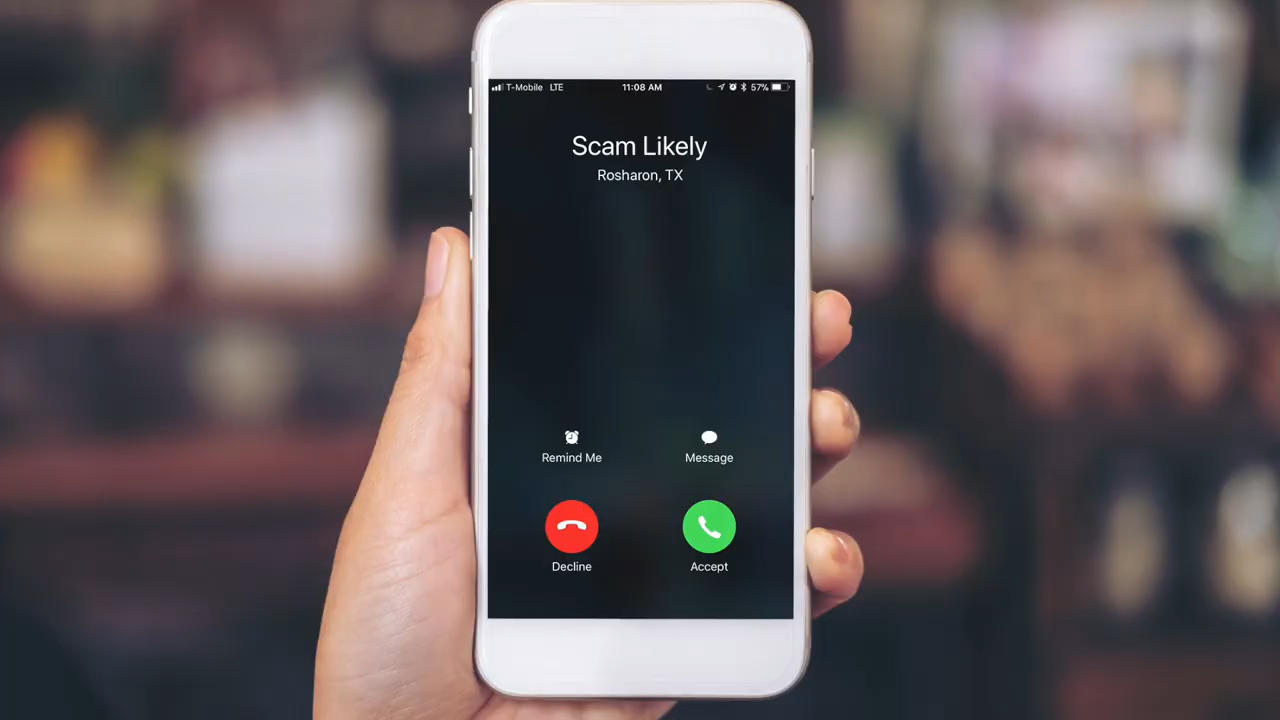 T-Mobile LTE 11:08 AM 57%
Scam Likely
Rosharon, TX
Remind Me Message
Decline Accept